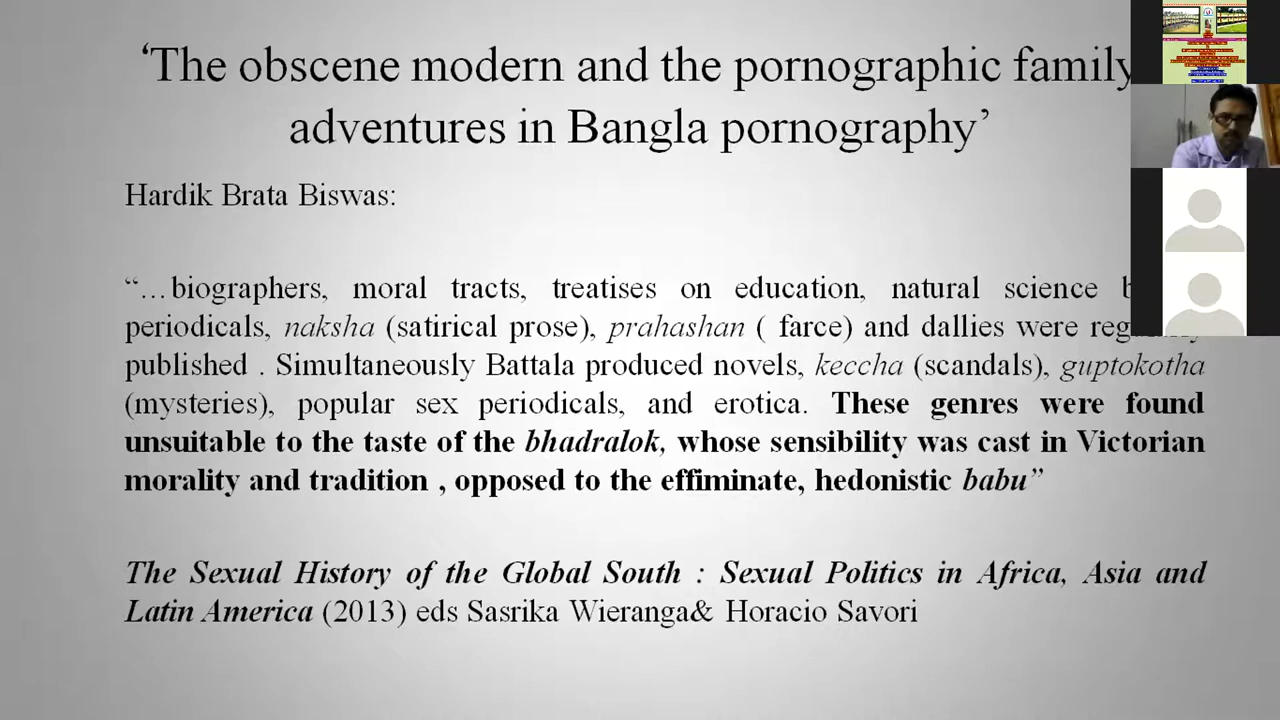 ‘The obscene modern and the pornographic family
adventures in Bangla pornography’
Hardik Brata Biswas:
“…biographers, moral tracts, treatises on education, natural science
periodicals, naksha (satirical prose), prahashan ( farce) and dallies were
published . Simultaneously Battala produced novels, keccha (scandals), guptokotha
(mysteries), popular sex periodicals, and erotica. These genres were found
unsuitable to the taste of the bhadralok, whose sensibility was cast in Victorian
morality and tradition , opposed to the effiminate, hedonistic babu”
The Sexual History of the Global South : Sexual Politics in Africa, Asia and
Latin America (2013) eds Sasrika Wieranga& Horacio Savori